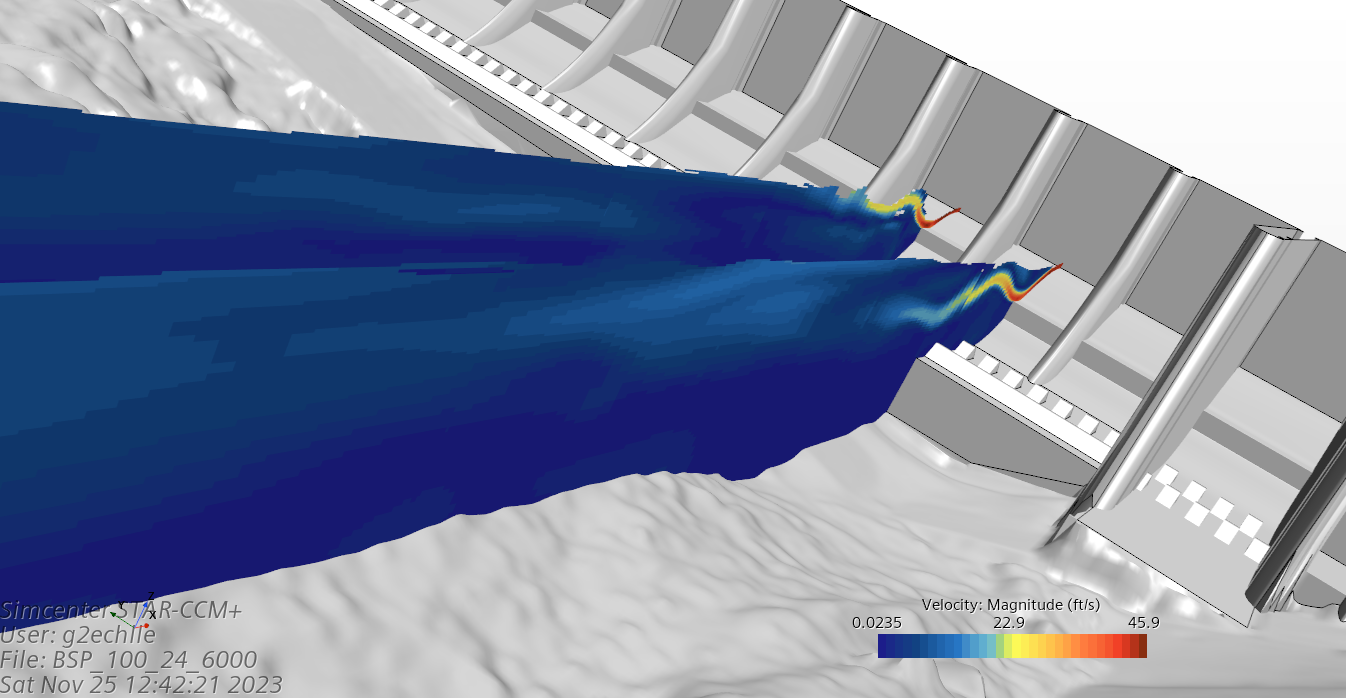 Velocity: Magnitude (ft/s)
0.0235 22.9 45.9
Z
X
Simcenter STAR-CCM+
User: g2echlle
File: BSP_100_24_6000
Sat Nov 25 12:42:21 2023